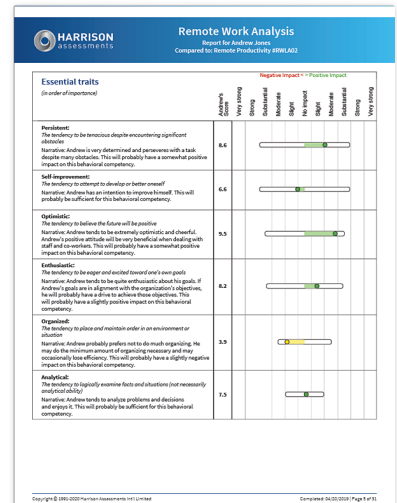 HARRISON
assessments
Remote Work Analysis
Report for Andrew Jones
Compared to: Remote Productivity #RWLA02
Essential traits
(in order of importance)
Negative Impact < > Positive Impact
Andrew's
Score
Very strong
Strong
Substantial
Moderate
Slight
No impact
Slight
Moderate
Substantial
Strong
Very strong
Persistent:
The tendency to be tenacious despite encountering significant
obstacles
Narrative: Andrew is very determined and perseveres with a task
despite many obstacles. This will probably have a somewhat positive
impact on this behavioral competency.
8.6
Self-improvement:
The tendency to attempt to develop or better oneself
Narrative: Andrew has an intention to improve himself. This will
probably be sufficient for this behavioral competency.
6.6
Optimistic:
The tendency to believe the future will be positive
Narrative: Andrew tends to be extremely optimistic and cheerful.
Andrew's positive attitude will be very beneficial when dealing with
staff and co-workers. This will probably have a somewhat positive
impact on this behavioral competency.
9.5
Enthusiastic:
The tendency to be eager and excited toward one's own goals
Narrative: Andrew tends to be quite enthusiastic about his goals. If
Andrew's goals are in alignment with the organization's objectives,
he will probably have a drive to achieve those objectives. This
will probably have a slightly positive impact on this behavioral
competency.
8.2
Organized:
The tendency to place and maintain order in an environment or
situation
Narrative: Andrew probably prefers not to do much organizing. He
may do the minimum amount of organizing necessary and may
occasionally lose efficiency. This will probably have a slightly negative
impact on this behavioral competency.
3.9
Analytical:
The tendency to logically examine facts and situations (not necessarily
analytical ability)
Narrative: Andrew tends to analyze problems and decisions
and enjoys it. This will probably be sufficient for this behavioral
competency.
7.5
Copyright © 1991-2020 Harrison Assessments Int'l Limited
Completed: 04/20/2019 | Page 5 of 31